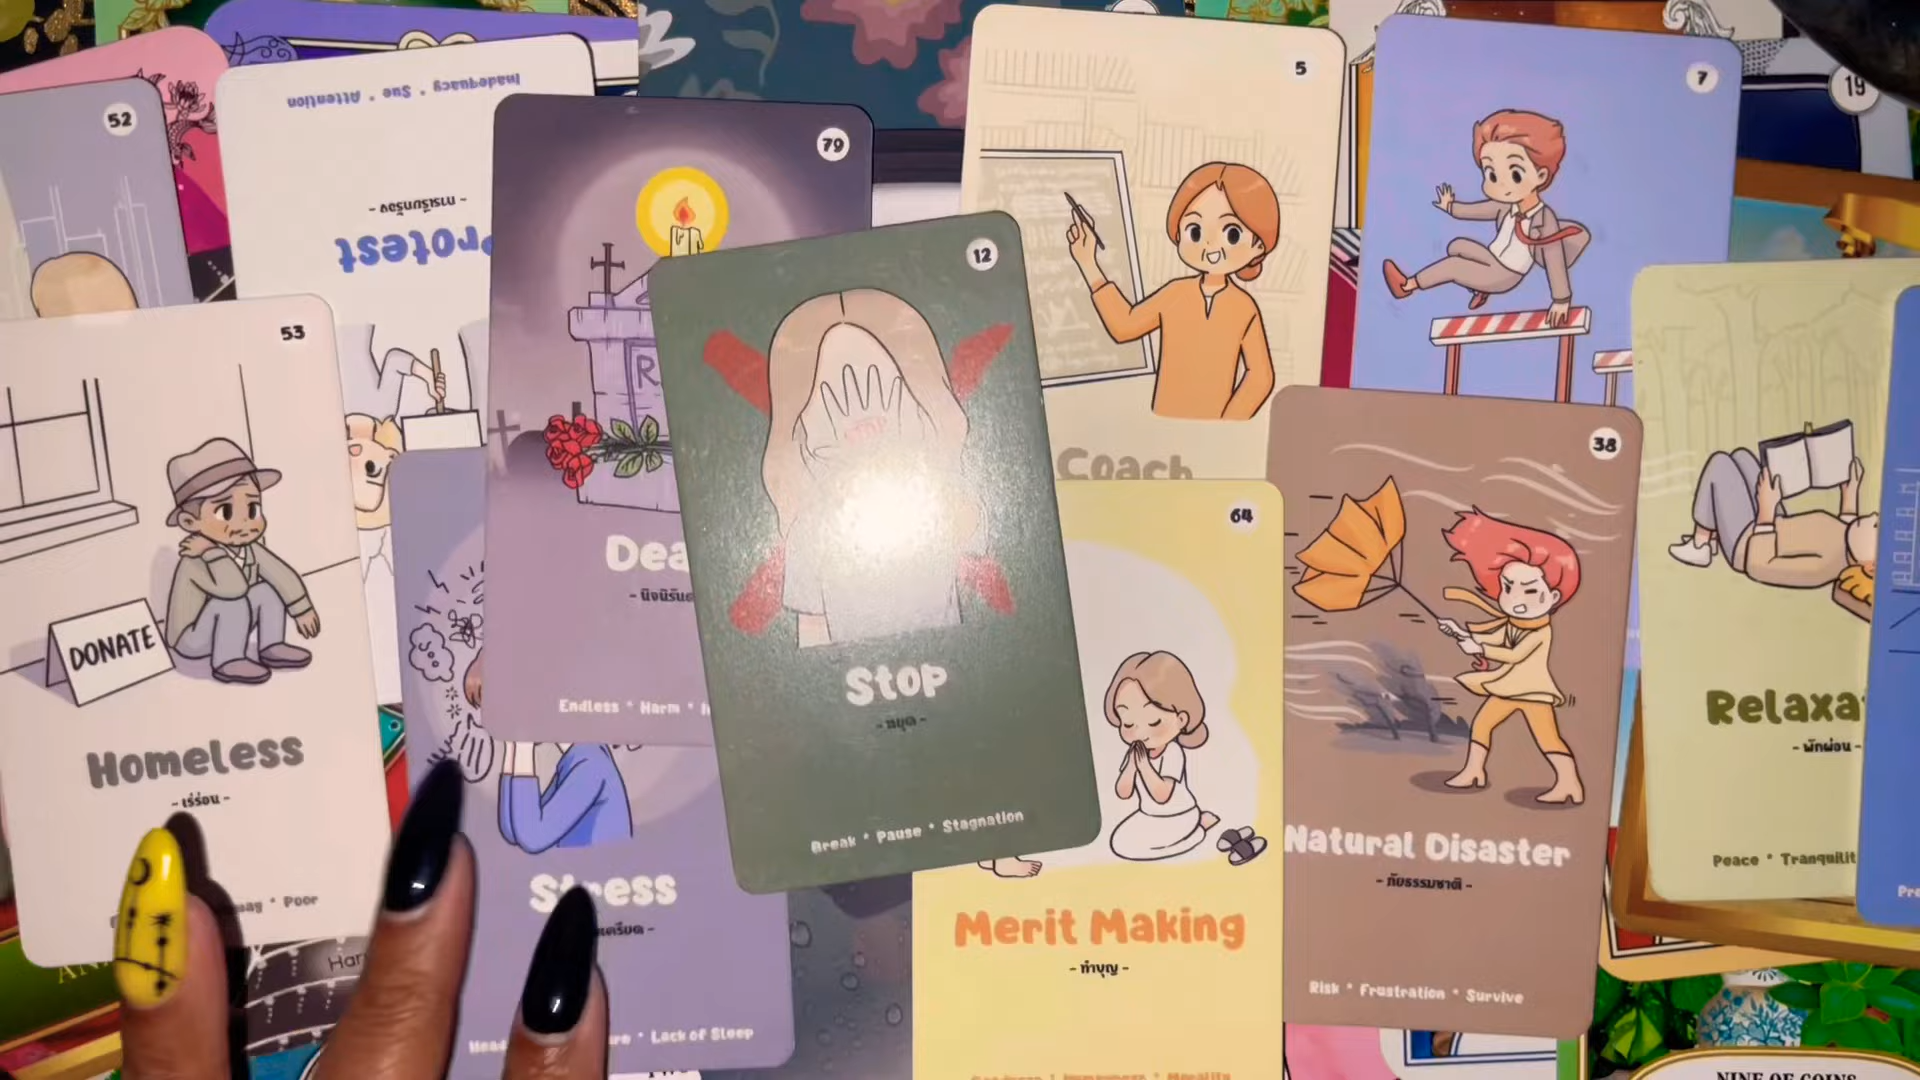 52
Inadequacy * Sue * Attention
- การเรียกร้อง -
Protest
53
DONATE
Homeless
- เร่ร่อน -
Poor
79
- นิจนิรันด
Endless * Harm *
Stress
Lack of Sleep
12
Stop
- หยุด -
Break * Pause * Stagnation
5
Coach
64
Merit Making
- ทำบุญ -
7
38
Natural Disaster
- ภัยธรรมชาติ -
Risk * Frustration * Survive
19
Relaxa
- พักผ่อน -
Peace * Tranquilit
NINE OF COINS